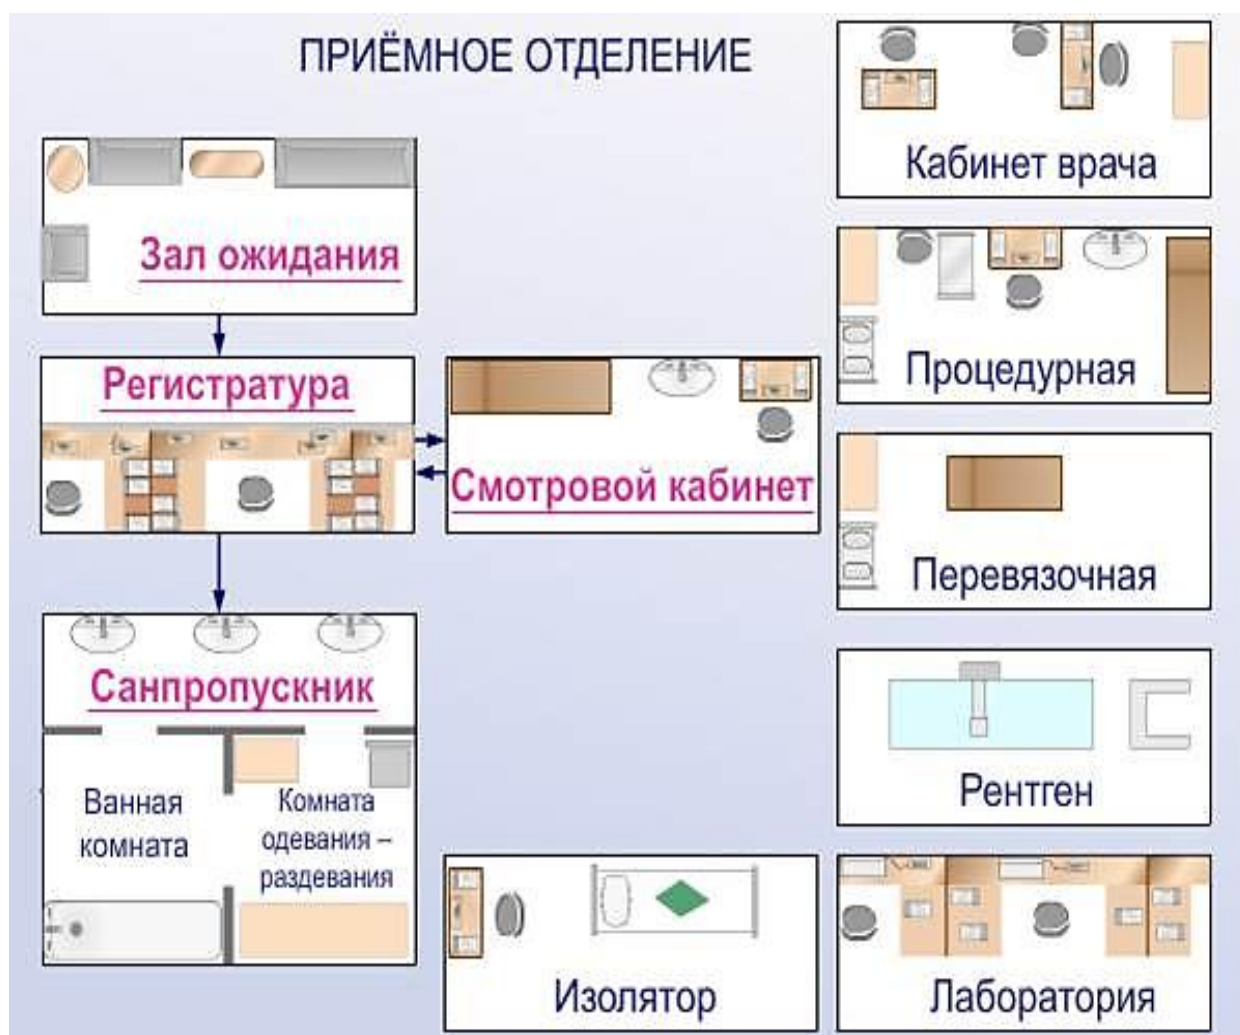 ПРИЁМНОЕ ОТДЕЛЕНИЕ
Кабинет врача
Зал ожидания
Регистратура
Процедурная
Смотровой кабинет
Перевязочная
Санпропускник
Ванная
комната
Комната
одевания –
раздевания
Рентген
Изолятор
Лаборатория